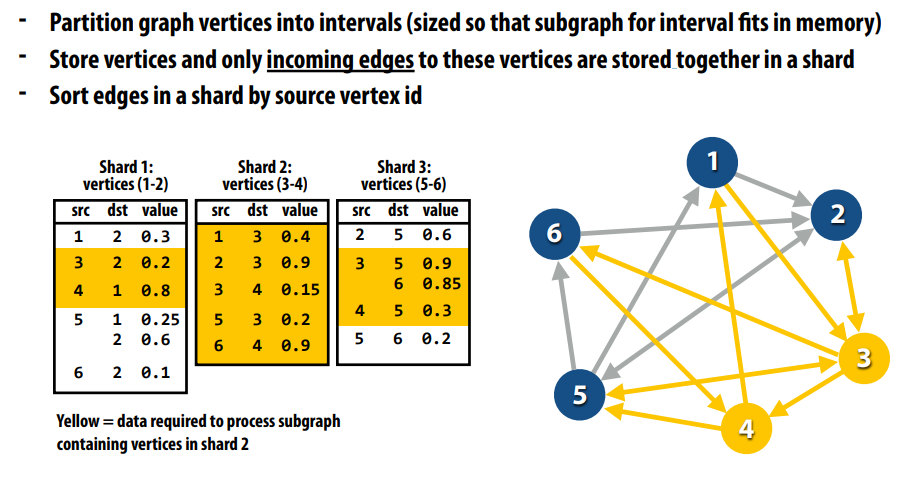 - Partition graph vertices into intervals (sized so that subgraph for interval fits in memory)
- Store vertices and only incoming edges to these vertices are stored together in a shard
- Sort edges in a shard by source vertex id
Shard 1:
vertices (1-2)
src dst value
1 2 0.3
3 2 0.2
4 1 0.8
5 1 0.25
2 0.6
6 2 0.1
Shard 2:
vertices (3-4)
src dst value
1 3 0.4
2 3 0.9
3 4 0.15
5 3 0.2
6 4 0.9
Shard 3:
vertices (5-6)
src dst value
2 5 0.6
3 5 0.9
6 0.85
4 5 0.3
5 6 0.2
Yellow = data required to process subgraph
containing vertices in shard 2
1
2
6
3
5
4